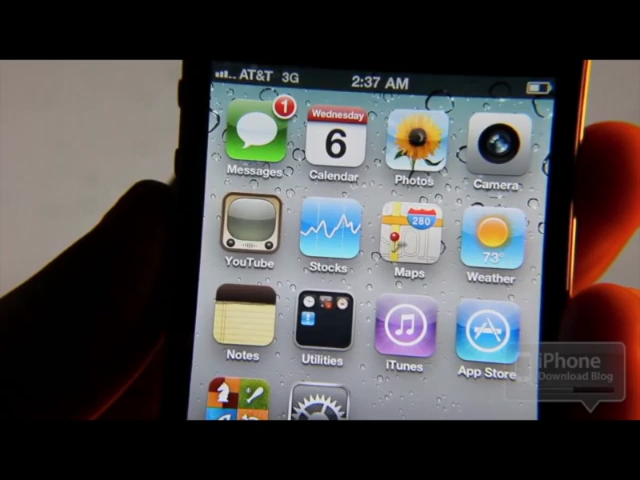 AT&T 3G 2:37 AM
1
Wednesday
6
Messages Calendar Photos Camera
280
73°
YouTube Stocks Maps Weather
Notes Utilities iTunes App Store
iPhone
Download Blog